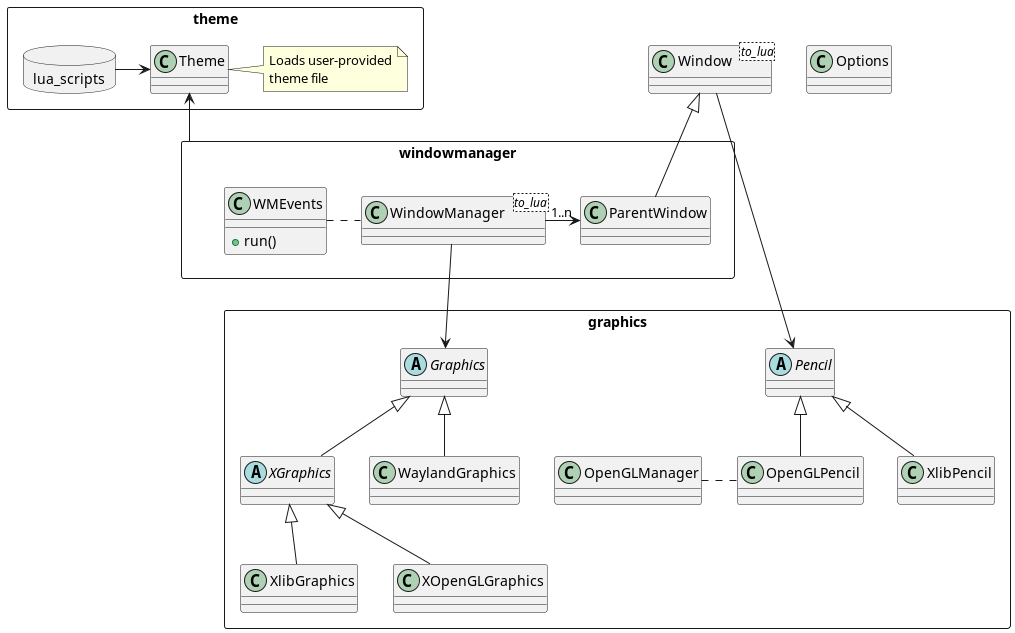 theme
lua_scripts
C Theme
Loads user-provided
theme file
C Window
to_lua
C Options
windowmanager
C WMEvents
run()
C WindowManager
to_lua
1..n
C ParentWindow
graphics
A Graphics
A Pencil
A XGraphics
C WaylandGraphics
C OpenGLManager
C OpenGLPencil
C XlibPencil
C XlibGraphics
C XOpenGLGraphics